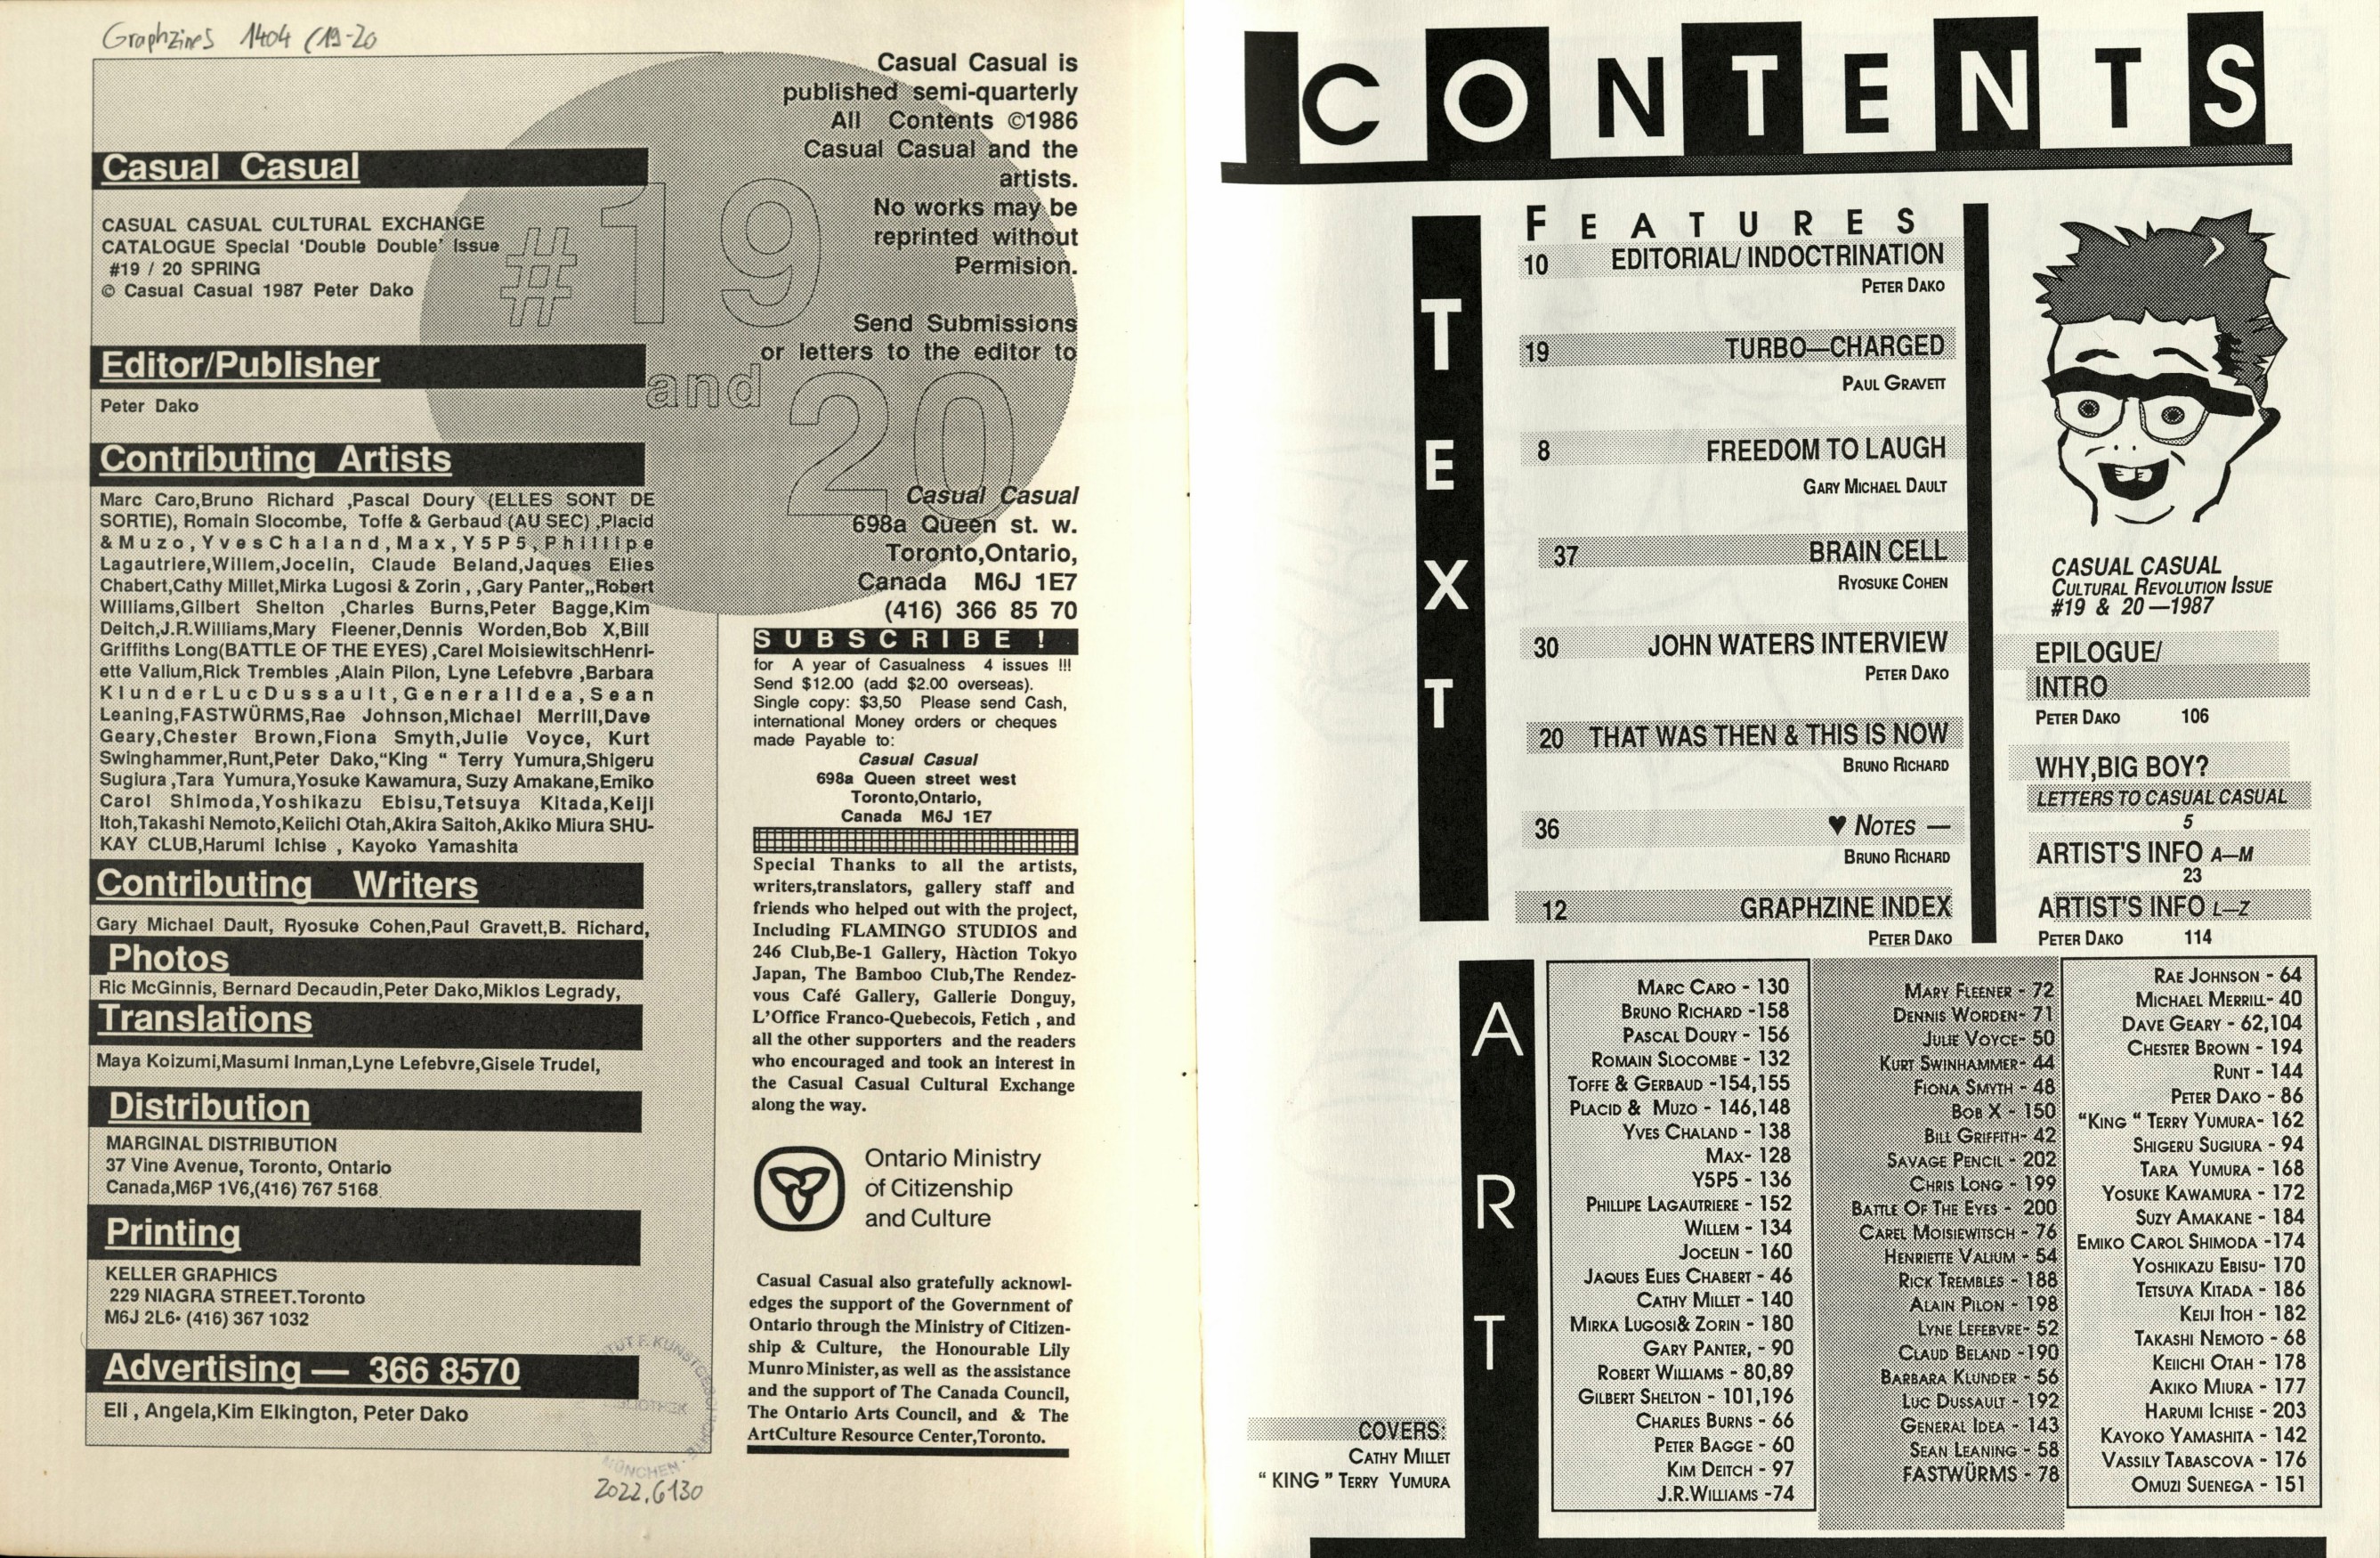 Graphzines 1404 (19-20
Casual Casual
CASUAL CASUAL CULTURAL EXCHANGE
CATALOGUE Special ‘Double Double’ Issue
#19 / 20 SPRING
© Casual Casual 1987 Peter Dako
Editor/Publisher
Peter Dako
Contributing Artists
Marc Caro,Bruno Richard ,Pascal Doury (ELLES SONT DE
SORTIE), Romain Slocombe, Toffe & Gerbaud (AU SEC) ,Placid
&Muzo,YvesChaland,Max,Y5P5,Phillipe
Lagautriere,Willem,Jocelin, Claude Beland,Jaques Elies
Chabert,Cathy Millet,Mirka Lugosi & Zorin , ,Gary Panter,,Robert
Williams,Gilbert Shelton ,Charles Burns,Peter Bagge,Kim
Deitch,J.R.Williams,Mary Fleener,Dennis Worden,Bob X,Bill
Griffiths Long(BATTLE OF THE EYES) ,Carel MoisiewitschHenri-
ette Valium,Rick Trembles ,Alain Pilon, Lyne Lefebvre ,Barbara
KlunderLucDussault,GeneralIdea,Sean
Leaning,FASTWÜRMS,Rae Johnson,Michael Merrill,Dave
Geary,Chester Brown,Fiona Smyth,Julie Voyce, Kurt
Swinghammer,Runt,Peter Dako,“King “ Terry Yumura,Shigeru
Sugiura ,Tara Yumura,Yosuke Kawamura, Suzy Amakane,Emiko
Carol Shimoda,Yoshikazu Ebisu,Tetsuya Kitada,Keiji
Itoh,Takashi Nemoto,Keiichi Otah,Akira Saitoh,Akiko Miura SHU-
KAY CLUB,Harumi Ichise , Kayoko Yamashita
Contributing Writers
Gary Michael Dault, Ryosuke Cohen,Paul Gravett,B. Richard,
Photos
Ric McGinnis, Bernard Decaudin,Peter Dako,Miklos Legrady,
Translations
Maya Koizumi,Masumi Inman,Lyne Lefebvre,Gisele Trudel,
Distribution
MARGINAL DISTRIBUTION
37 Vine Avenue, Toronto, Ontario
Canada,M6P 1V6,(416) 767 5168
Printing
KELLER GRAPHICS
229 NIAGRA STREET.Toronto
M6J 2L6• (416) 367 1032
Advertising — 366 8570
Eli , Angela,Kim Elkington, Peter Dako
2022.6130
#19
and
20
Casual Casual is
published semi-quarterly
All Contents ©1986
Casual Casual and the
artists.
No works may be
reprinted without
Permision.
Send Submissions
or letters to the editor to
Casual Casual
698a Queen st. w.
Toronto,Ontario,
Canada M6J 1E7
(416) 366 85 70
SUBSCRIBE !
for A year of Casualness 4 issues !!!
Send $12.00 (add $2.00 overseas).
Single copy: $3,50 Please send Cash,
international Money orders or cheques
made Payable to:
Casual Casual
698a Queen street west
Toronto,Ontario,
Canada M6J 1E7
Special Thanks to all the artists,
writers,translators, gallery staff and
friends who helped out with the project,
Including FLAMINGO STUDIOS and
246 Club,Be-1 Gallery, Hàction Tokyo
Japan, The Bamboo Club,The Rendez-
vous Café Gallery, Gallerie Donguy,
L’Office Franco-Quebecois, Fetich , and
all the other supporters and the readers
who encouraged and took an interest in
the Casual Casual Cultural Exchange
along the way.
Ontario Ministry
of Citizenship
and Culture
Casual Casual also gratefully acknowl-
edges the support of the Government of
Ontario through the Ministry of Citizen-
ship & Culture, the Honourable Lily
Munro Minister, as well as the assistance
and the support of The Canada Council,
The Ontario Arts Council, and & The
ArtCulture Resource Center,Toronto.
CONTENTS
TEXT
FEATURES
10 EDITORIAL/ INDOCTRINATION
PETER DAKO
19 TURBO—CHARGED
PAUL GRAVETT
8 FREEDOM TO LAUGH
GARY MICHAEL DAULT
37 BRAIN CELL
RYOSUKE COHEN
30 JOHN WATERS INTERVIEW
PETER DAKO
20 THAT WAS THEN & THIS IS NOW
BRUNO RICHARD
36 ♥ NOTES —
BRUNO RICHARD
12 GRAPHZINE INDEX
PETER DAKO
CASUAL CASUAL
CULTURAL REVOLUTION ISSUE
#19 & 20 —1987
EPILOGUE/
INTRO
PETER DAKO 106
WHY,BIG BOY?
LETTERS TO CASUAL CASUAL
5
ARTIST'S INFO A—M
23
ARTIST'S INFO L—Z
PETER DAKO 114
ART
MARC CARO - 130
BRUNO RICHARD -158
PASCAL DOURY - 156
ROMAIN SLOCOMBE - 132
TOFFE & GERBAUD -154,155
PLACID & MUZO - 146,148
YVES CHALAND - 138
MAX- 128
Y5P5 - 136
PHILLIPE LAGAUTRIERE - 152
WILLEM - 134
JOCELIN - 160
JAQUES ELIES CHABERT - 46
CATHY MILLET - 140
MIRKA LUGOSI& ZORIN - 180
GARY PANTER, - 90
ROBERT WILLIAMS - 80,89
GILBERT SHELTON - 101,196
CHARLES BURNS - 66
PETER BAGGE - 60
KIM DEITCH - 97
J.R.WILLIAMS -74
MARY FLEENER - 72
DENNIS WORDEN- 71
JULIE VOYCE- 50
KURT SWINHAMMER- 44
FIONA SMYTH - 48
BOB X - 150
BILL GRIFFITH- 42
SAVAGE PENCIL - 202
CHRIS LONG - 199
BATTLE OF THE EYES - 200
CAREL MOISIEWITSCH - 76
HENRIETTE VALIUM - 54
RICK TREMBLES - 188
ALAIN PILON - 198
LYNE LEFEBVRE- 52
CLAUD BELAND -190
BARBARA KLUNDER - 56
LUC DUSSAULT - 192
GENERAL IDEA - 143
SEAN LEANING - 58
FASTWÜRMS - 78
RAE JOHNSON - 64
MICHAEL MERRILL- 40
DAVE GEARY - 62,104
CHESTER BROWN - 194
RUNT - 144
PETER DAKO - 86
“KING “ TERRY YUMURA- 162
SHIGERU SUGIURA - 94
TARA YUMURA - 168
YOSUKE KAWAMURA - 172
SUZY AMAKANE - 184
EMIKO CAROL SHIMODA -174
YOSHIKAZU EBISU- 170
TETSUYA KITADA - 186
KEIJI ITOH - 182
TAKASHI NEMOTO - 68
KEIICHI OTAH - 178
AKIKO MIURA - 177
HARUMI ICHISE - 203
KAYOKO YAMASHITA - 142
VASSILY TABASCOVA - 176
OMUZI SUENEGA - 151
COVERS:
CATHY MILLET
“ KING ” TERRY YUMURA